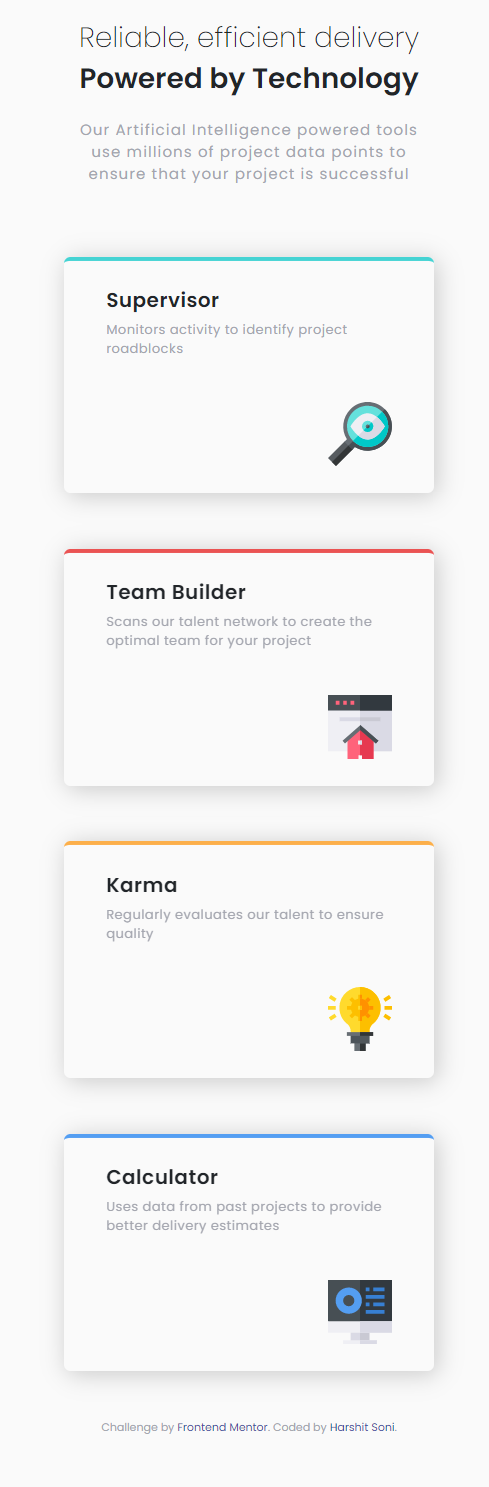 Reliable, efficient delivery
Powered by Technology
Our Artificial Intelligence powered tools
use millions of project data points to
ensure that your project is successful
Supervisor
Monitors activity to identify project
roadblocks
Team Builder
Scans our talent network to create the
optimal team for your project
Karma
Regularly evaluates our talent to ensure
quality
Calculator
Uses data from past projects to provide
better delivery estimates
Challenge by Frontend Mentor. Coded by Harshit Soni.